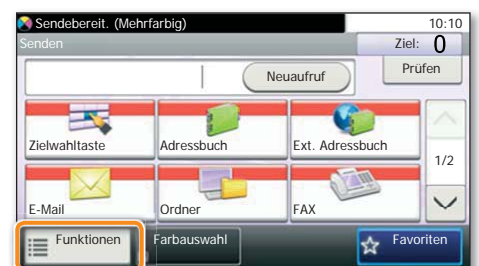 Sendebereit. (Mehrfarbig) 10:10
Senden Ziel: 0
Neuaufruf Prüfen
Zielwahltaste Adressbuch Ext. Adressbuch
1/2
E-Mail Ordner FAX
Funktionen Farbauswahl Favoriten